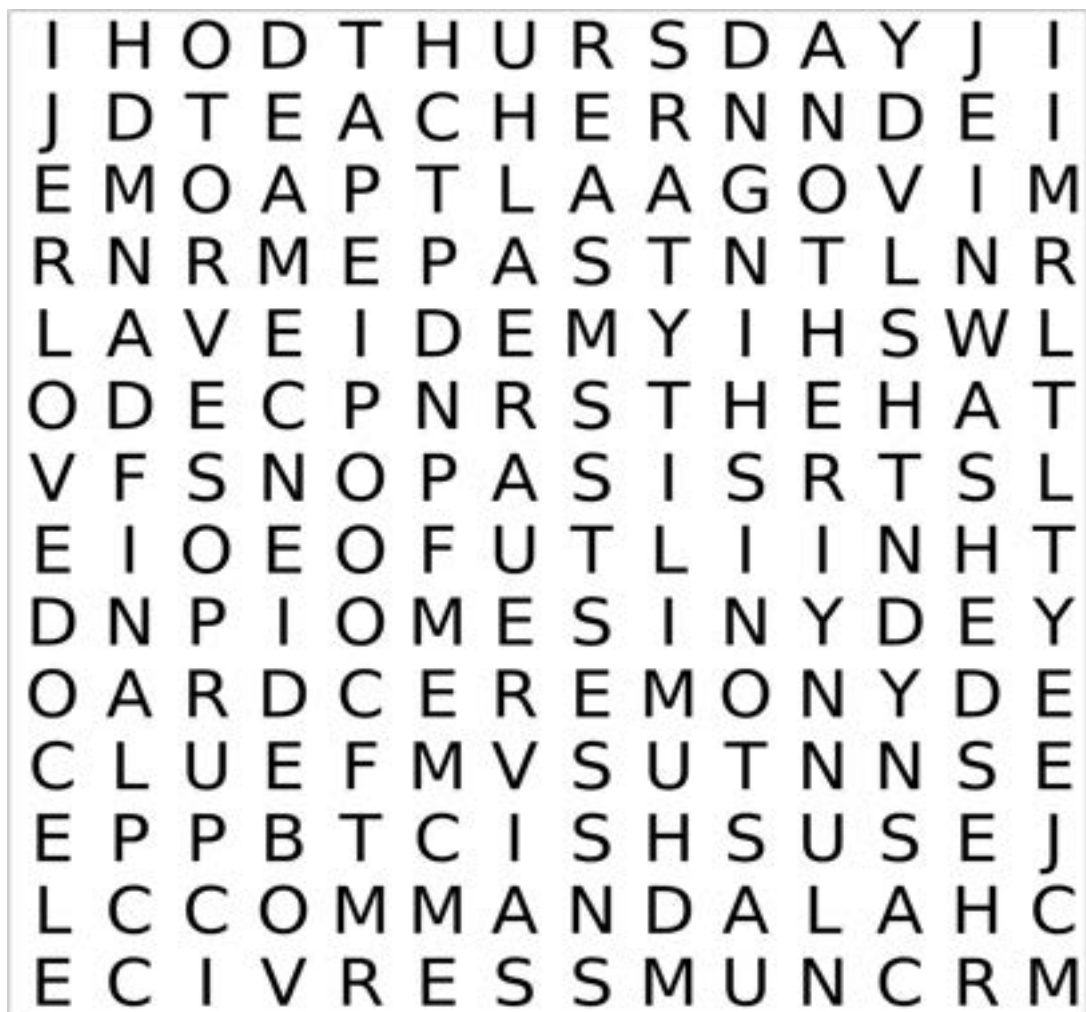 I H O D T H U R S D A Y J I
J D T E A C H E R N N D E I
E M O A P T L A A G O V I M
R N R M E P A S T N T L N R
L A V E I D E M Y I H S W L
O D E C P N R S T H E H A T
V F S N O P A S I S R T S L
E I O E O F U T L I I N H T
D N P I O M E S I N Y D E Y
O A R D C E R E M O N Y D E
C L U E F M V S U T N N S E
E P P B T C I S H S U S E J
L C C O M M A N D A L A H C
E C I V R E S S M U N C R M